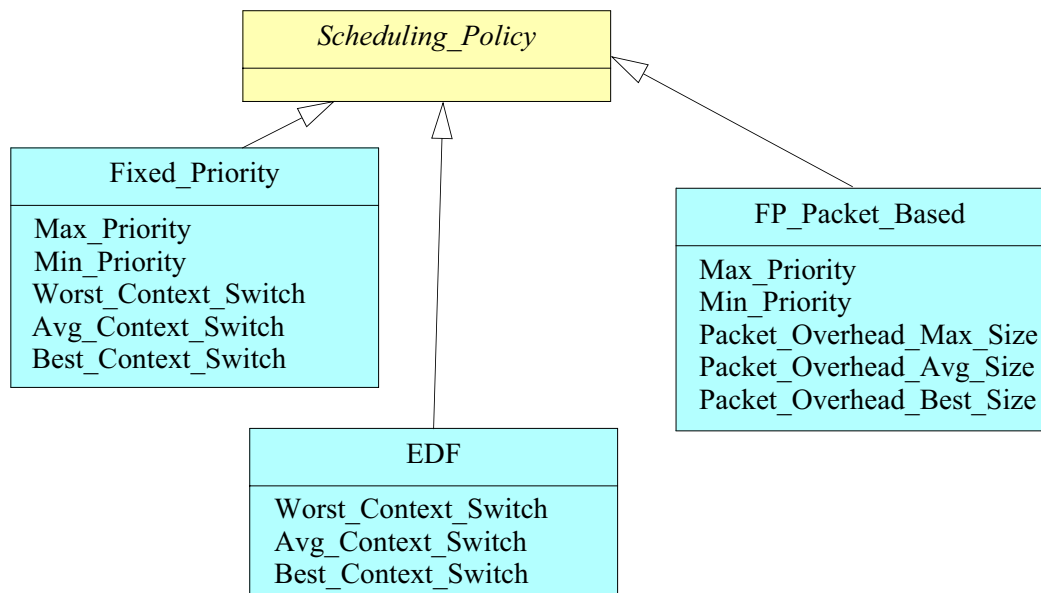 Scheduling_Policy
Fixed_Priority
Max_Priority
Min_Priority
Worst_Context_Switch
Avg_Context_Switch
Best_Context_Switch
FP_Packet_Based
Max_Priority
Min_Priority
Packet_Overhead_Max_Size
Packet_Overhead_Avg_Size
Packet_Overhead_Best_Size
EDF
Worst_Context_Switch
Avg_Context_Switch
Best_Context_Switch